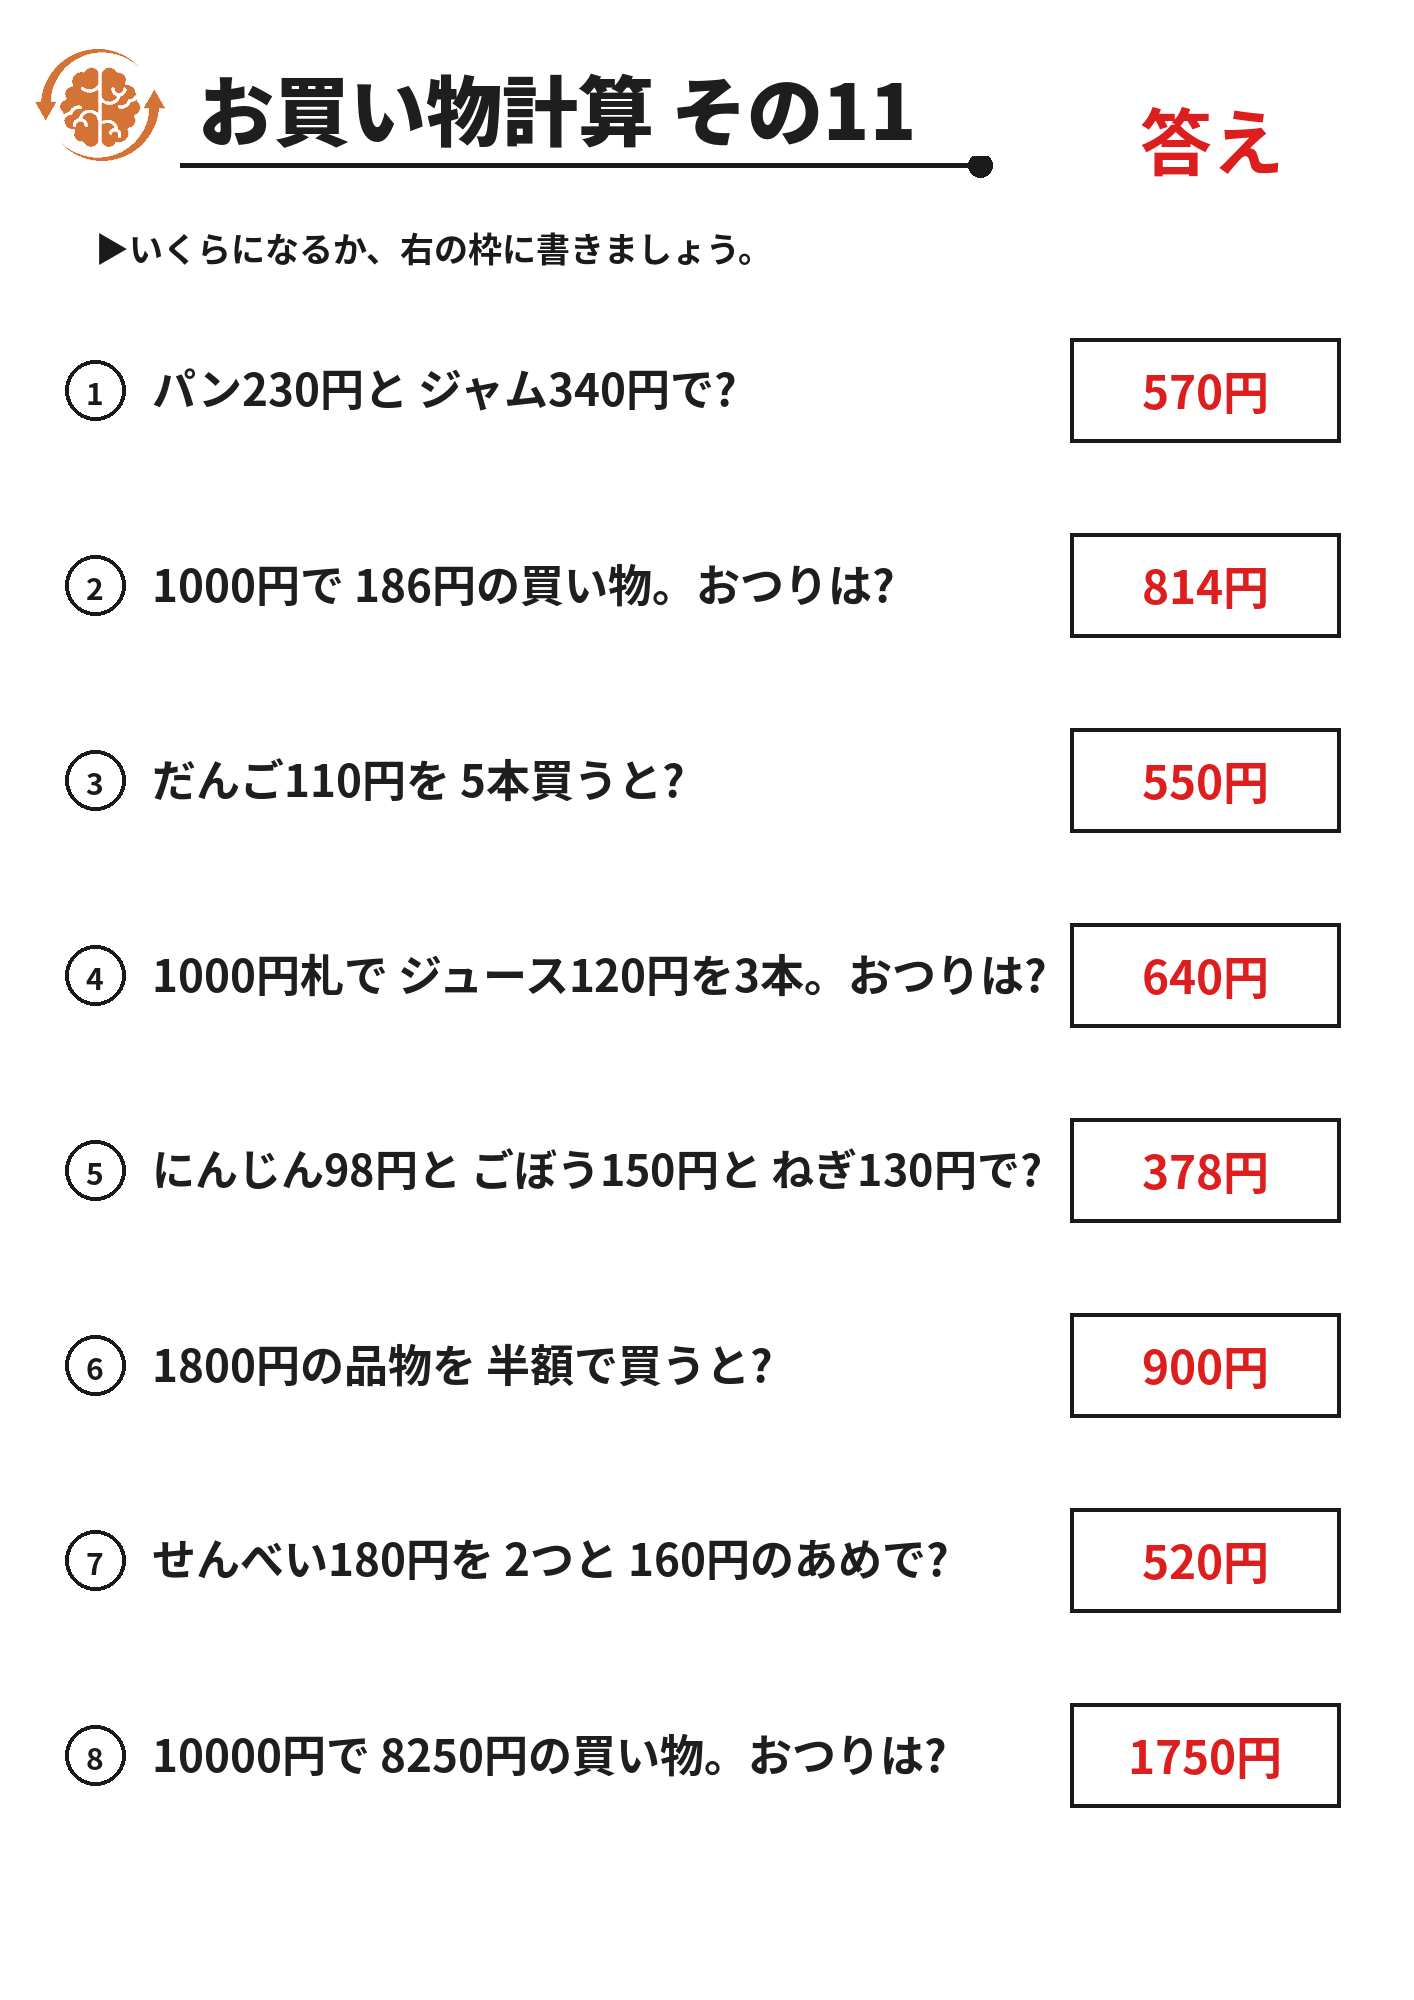 お買い物計算 その11
答え
▶いくらになるか、右の枠に書きましょう。
1 パン230円と ジャム340円で? 570円
2 1000円で 186円の買い物。おつりは? 814円
3 だんご110円を 5本買うと? 550円
4 1000円札で ジュース120円を3本。おつりは? 640円
5 にんじん98円と ごぼう150円と ねぎ130円で? 378円
6 1800円の品物を 半額で買うと? 900円
7 せんべい180円を 2つと 160円のあめで? 520円
8 10000円で 8250円の買い物。おつりは? 1750円